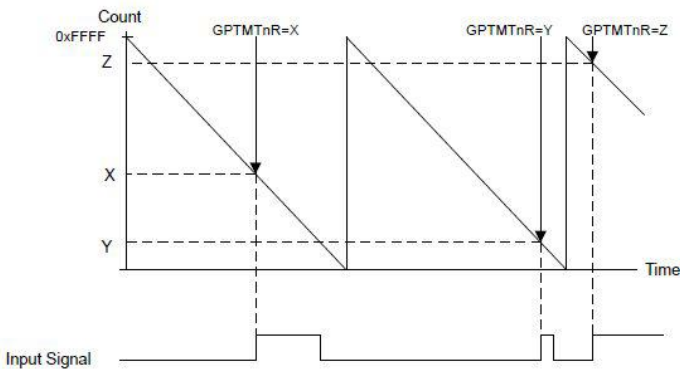 Count
0xFFFF
GPTMTnR=X
GPTMTnR=Y
GPTMTnR=Z
Z
X
Y
Time
Input Signal